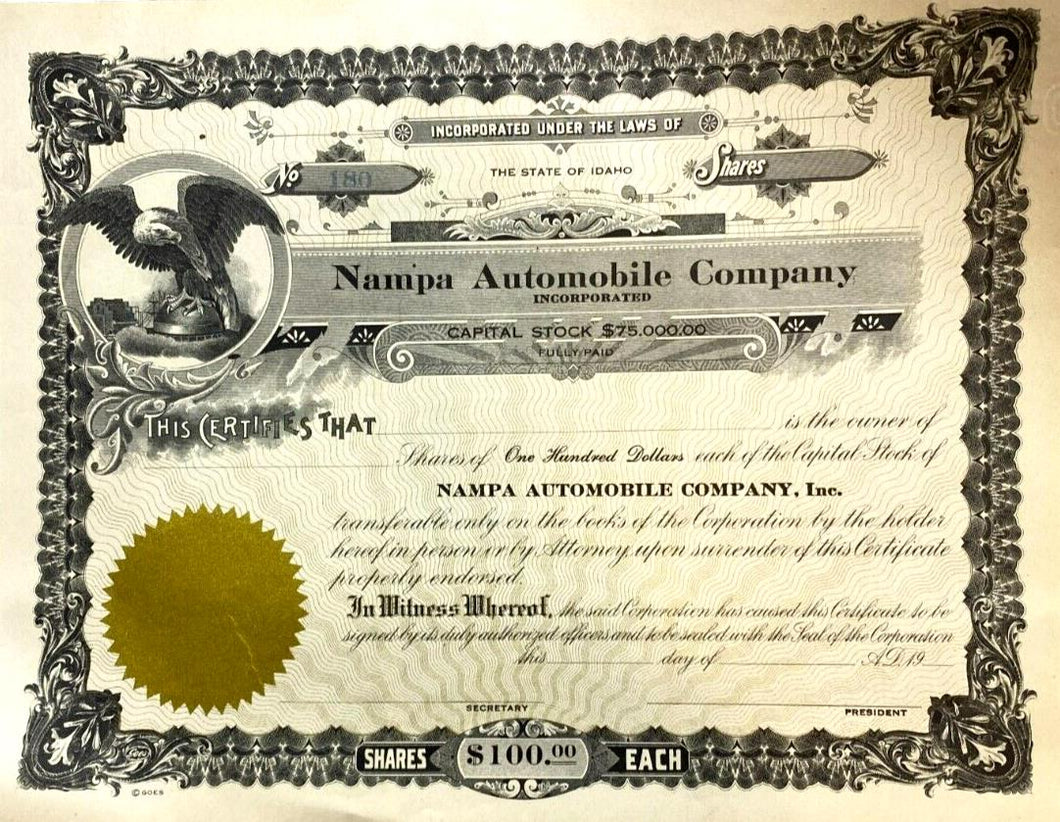 INCORPORATED UNDER THE LAWS OF
No 180
THE STATE OF IDAHO
Shares
Nampa Automobile Company
INCORPORATED
CAPITAL STOCK $75.000.00
FULLY PAID
THIS CERTIFIES THAT is the owner of
Shares of One Hundred Dollars each of the Capital Stock of
NAMPA AUTOMOBILE COMPANY, Inc.
transferable only on the books of the Corporation by the holder
hereof in person or by Attorney upon surrender of this Certificate
properly endorsed.
In Witness Whereof, the said Corporation has caused this Certificate to be
signed by its duly authorized officers and to be sealed with the Seal of the Corporation
this day of A.D. 19
SECRETARY
PRESIDENT
SHARES $100.00 EACH
©GOES